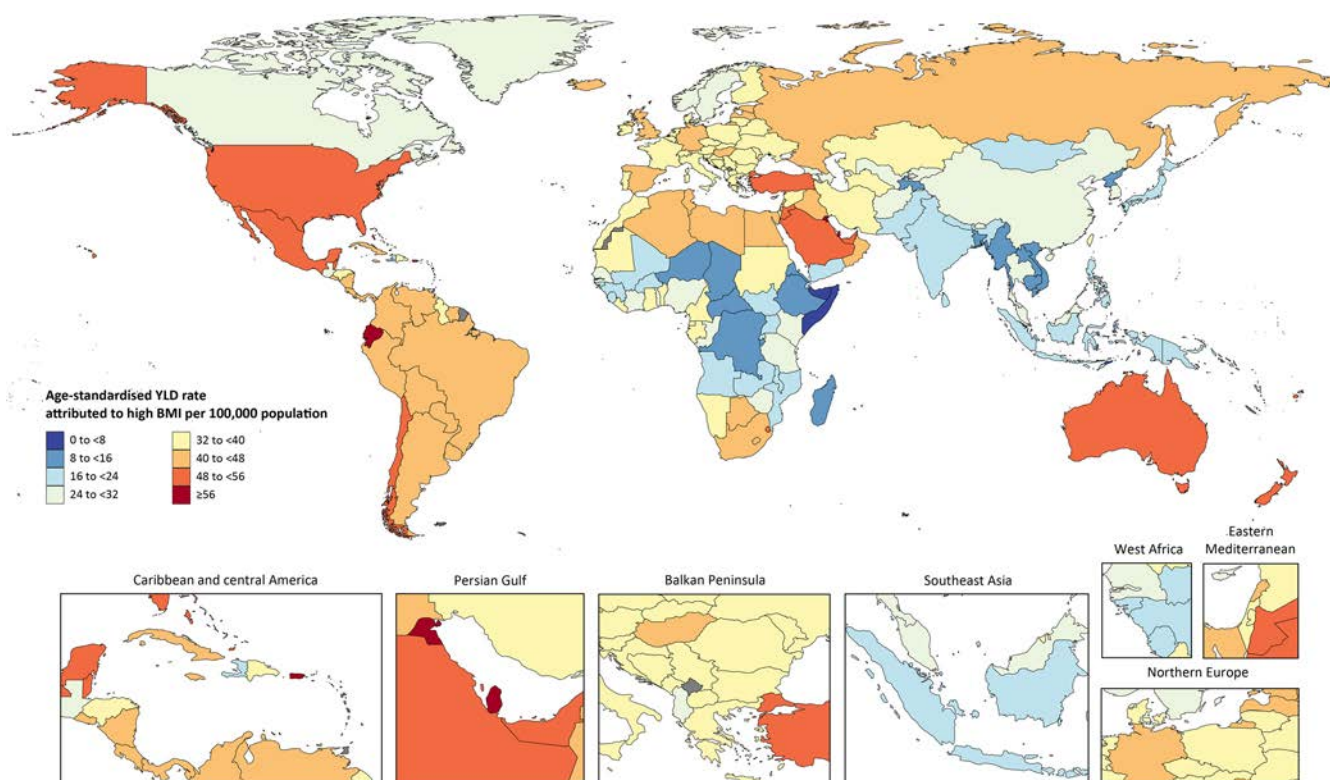 Age-standardised YLD rate
attributed to high BMI per 100,000 population
0 to <8
8 to <16
16 to <24
24 to <32
32 to <40
40 to <48
48 to <56
≥56
Caribbean and central America
Persian Gulf
Balkan Peninsula
Southeast Asia
West Africa
Eastern
Mediterranean
Northern Europe